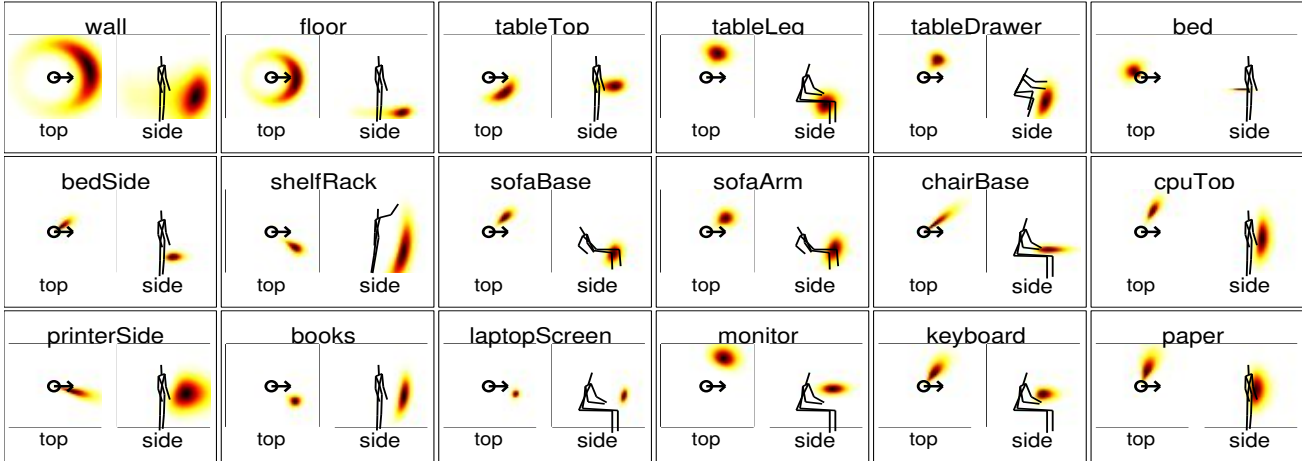 wall floor tableTop tableLeg tableDrawer bed
top side top side top side top side top side top side
bedSide shelfRack sofaBase sofaArm chairBase cpuTop
top side top side top side top side top side top side
printerSide books laptopScreen monitor keyboard paper
top side top side top side top side top side top side